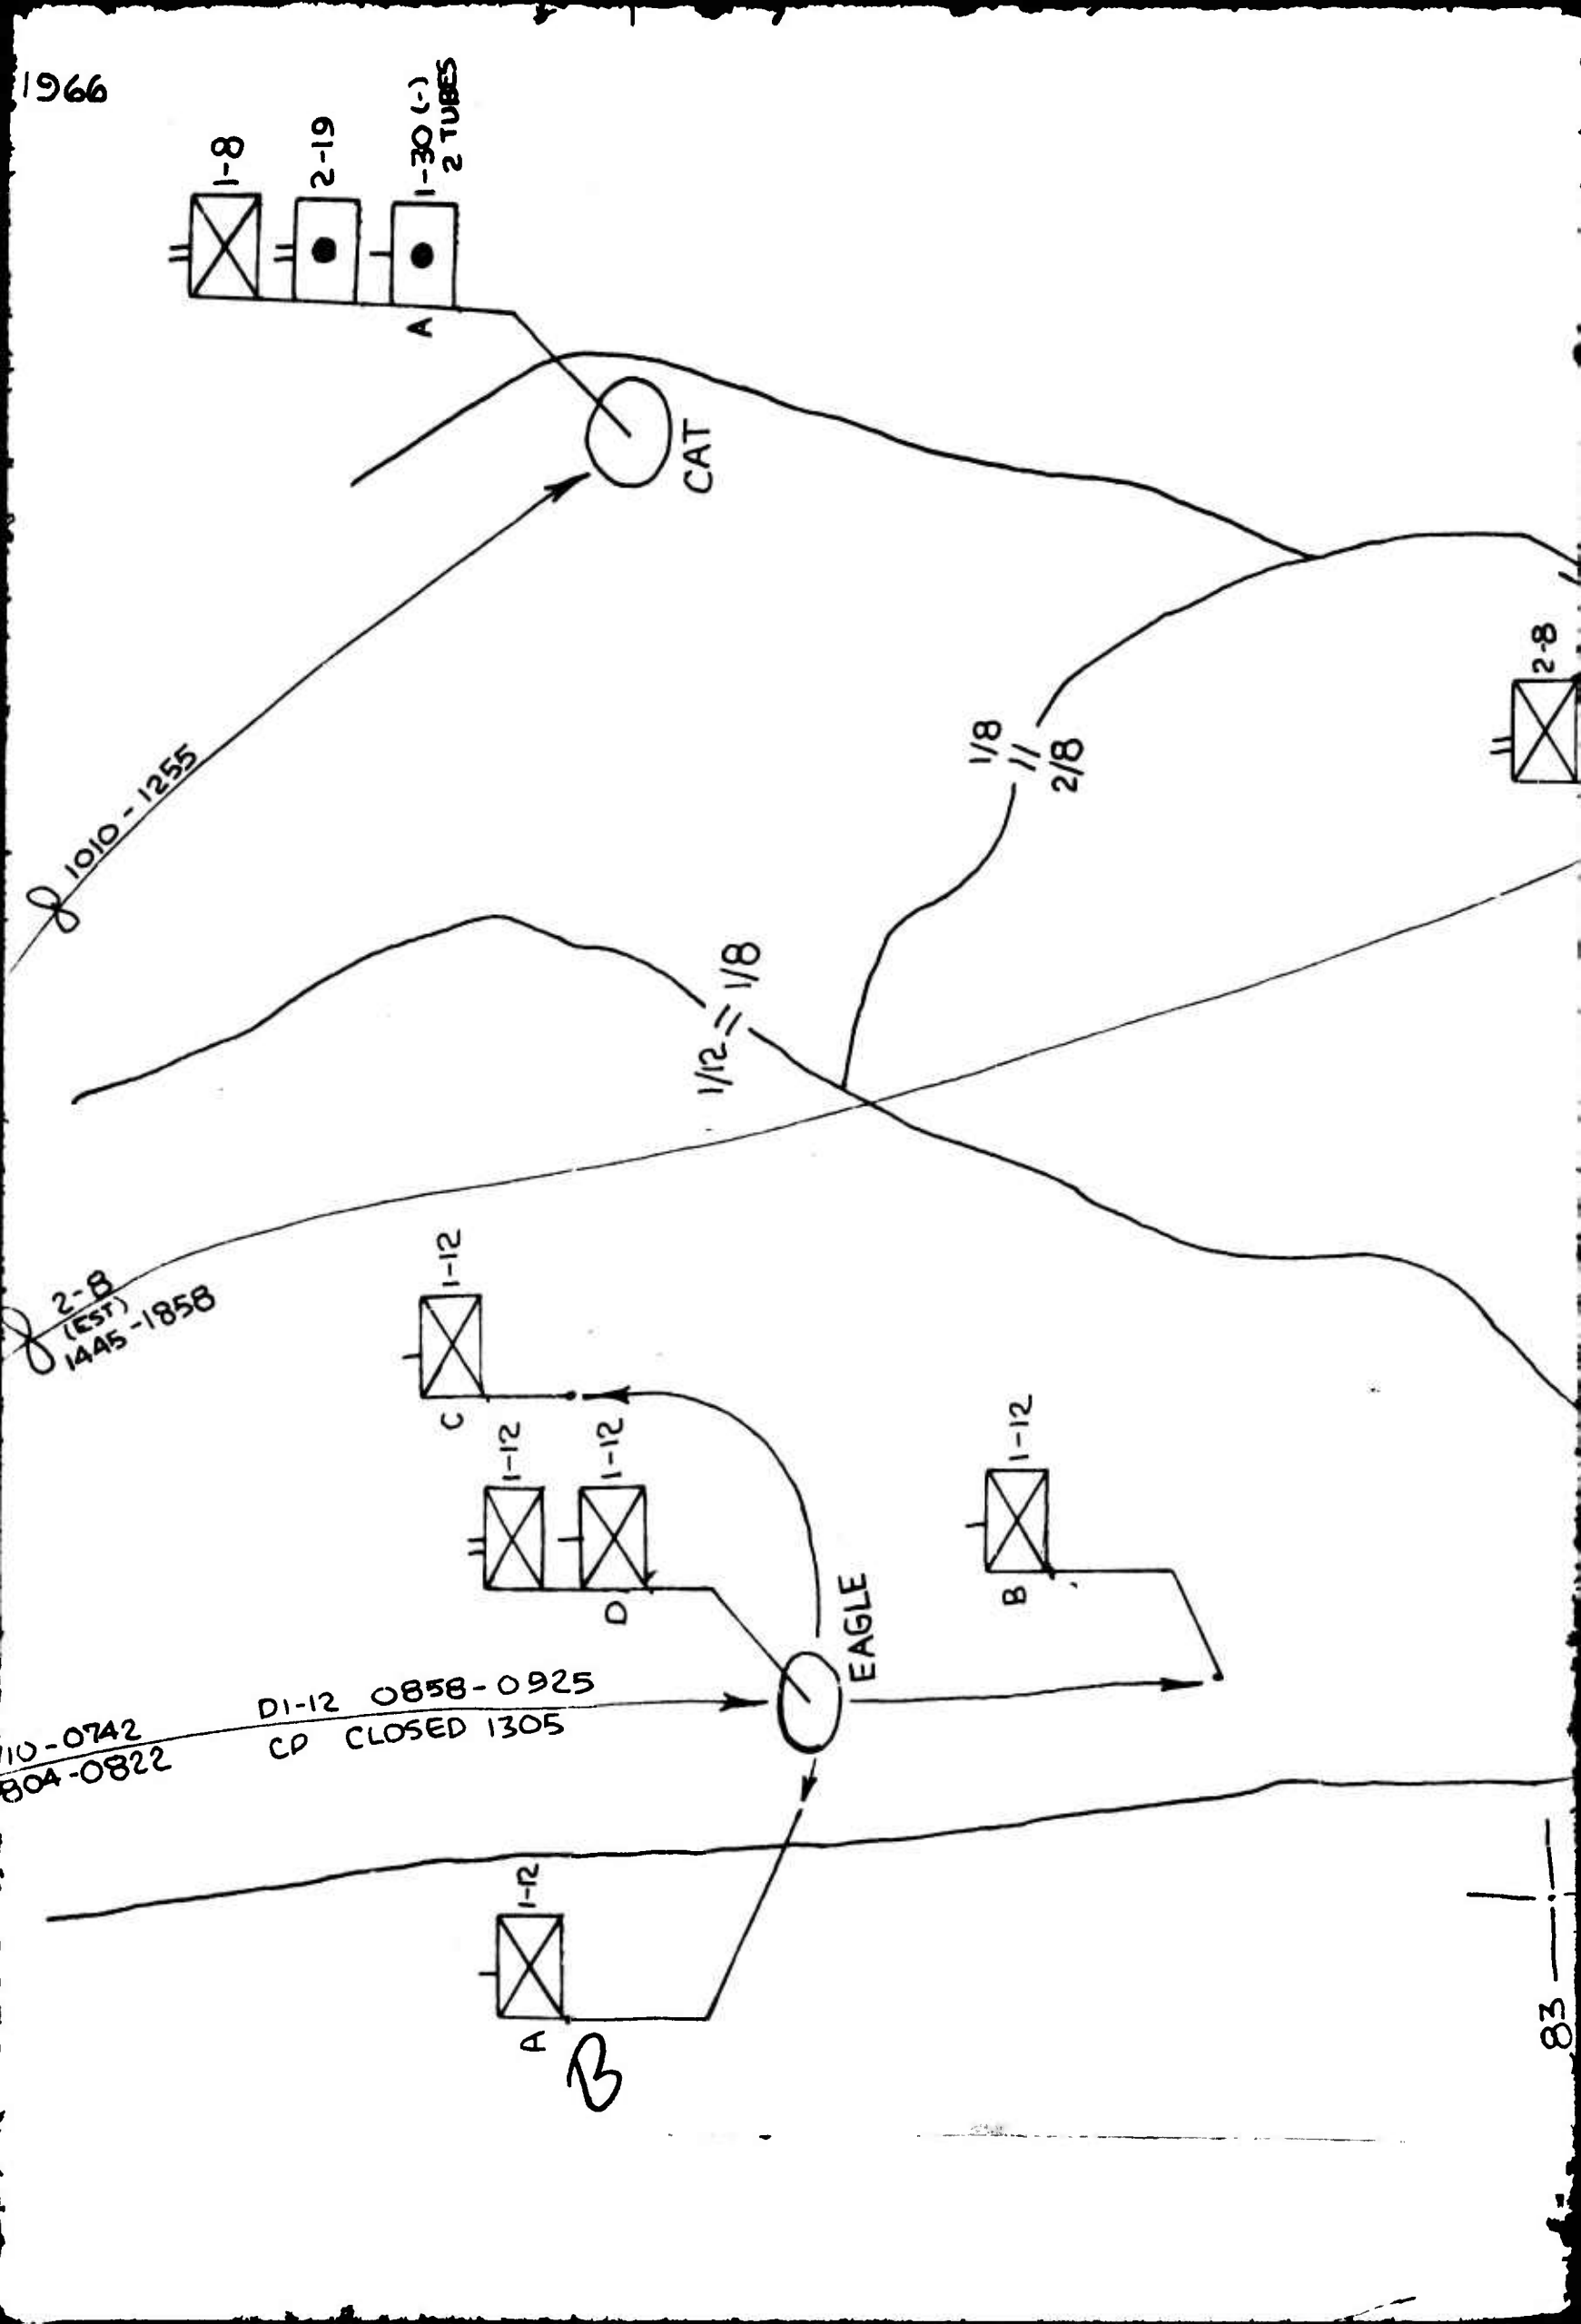 1966
1-8
2-19
1-30 (-)
2 TUBES
A
CAT
1010-1255
1/8
2/8
2-8
1/12
1/8
2-8
(EST)
1445-1858
1-12
C
1-12
1-12
D
1-12
B
EAGLE
D1-12 0858-0925
CP CLOSED 1305
10-0742
804-0822
1-12
A
B
83